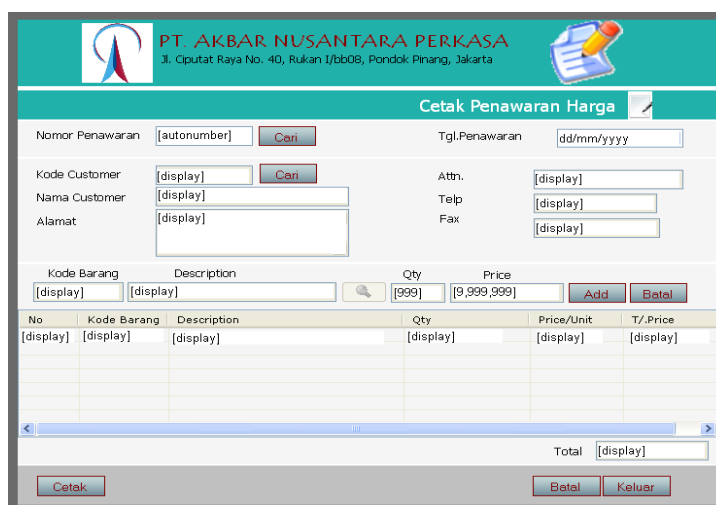 PT. AKBAR NUSANTARA PERKASA
Jl. Ciputat Raya No. 40, Rukan I/bb08, Pondok Pinang, Jakarta
Cetak Penawaran Harga
Nomor Penawaran [autonumber] Cari Tgl.Penawaran dd/mm/yyyy
Kode Customer [display] Cari Attn. [display]
Nama Customer [display] Telp [display]
Alamat [display] Fax [display]
Kode Barang Description Qty Price
[display] [display] [999] [9,999,999] Add Batal
No Kode Barang Description Qty Price/Unit T/.Price
[display] [display] [display] [display] [display] [display]
Total [display]
Cetak Batal Keluar